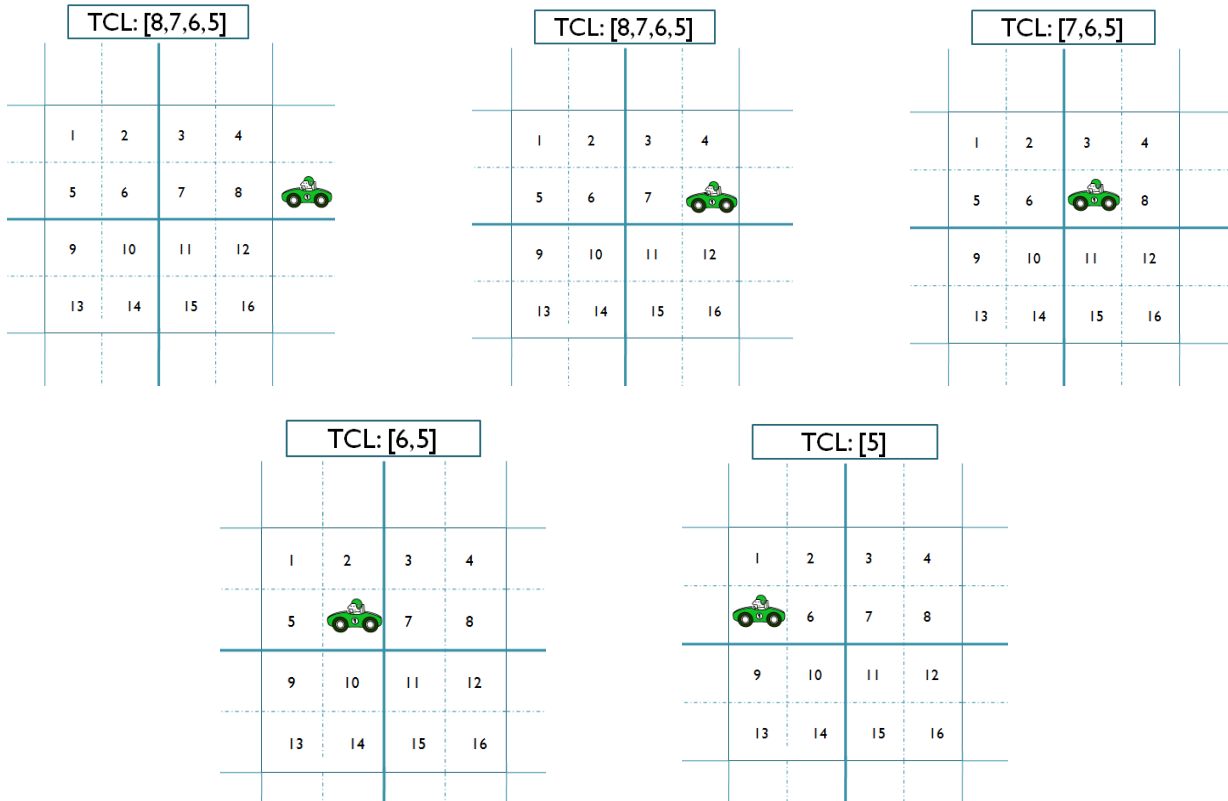 TCL: [8,7,6,5]
1 2 3 4
5 6 7 8
9 10 11 12
13 14 15 16
TCL: [8,7,6,5]
1 2 3 4
5 6 7
9 10 11 12
13 14 15 16
TCL: [7,6,5]
1 2 3 4
5 6 8
9 10 11 12
13 14 15 16
TCL: [6,5]
1 2 3 4
5 7 8
9 10 11 12
13 14 15 16
TCL: [5]
1 2 3 4
6 7 8
9 10 11 12
13 14 15 16